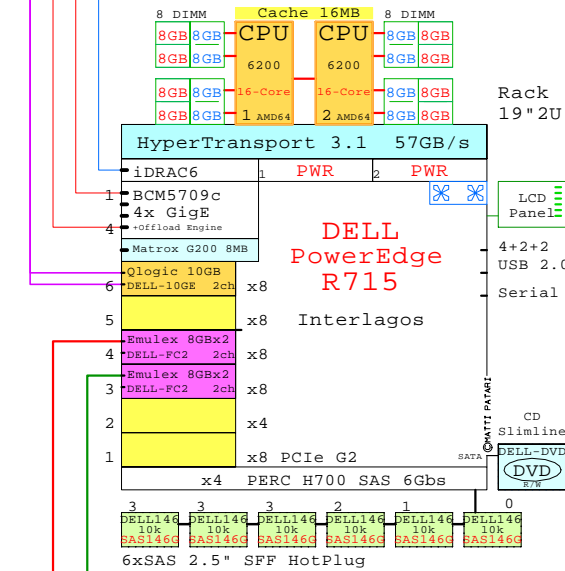 8 DIMM Cache 16MB 8 DIMM
8GB 8GB CPU CPU 8GB 8GB
8GB 8GB 6200 6200 8GB 8GB
8GB 8GB 16-Core 16-Core 8GB 8GB
8GB 8GB 1 AMD64 2 AMD64 8GB 8GB
Rack
19"2U
HyperTransport 3.1 57GB/s
iDRAC6 1 PWR 2 PWR
1 BCM5709c
4x GigE
4 +Offload Engine
LCD
Panel
Matrox G200 8MB
DELL
PowerEdge
R715
Interlagos
4+2+2
USB 2.0
Serial
Qlogic 10GB
6 DELL-10GE 2ch x8
5 x8
Emulex 8GBx2
4 DELL-FC2 2ch x8
Emulex 8GBx2
3 DELL-FC2 2ch x8
2 x4
1 x8 PCIe G2
©MATTI PATARI
SATA
CD
Slimline
DELL-DVD
DVD
R/W
x4 PERC H700 SAS 6Gbs
3 3 3 2 1 0
DELL146 DELL146 DELL146 DELL146 DELL146 DELL146
10k 10k 10k 10k 10k 10k
SAS146G SAS146G SAS146G SAS146G SAS146G SAS146G
6xSAS 2.5" SFF HotPlug